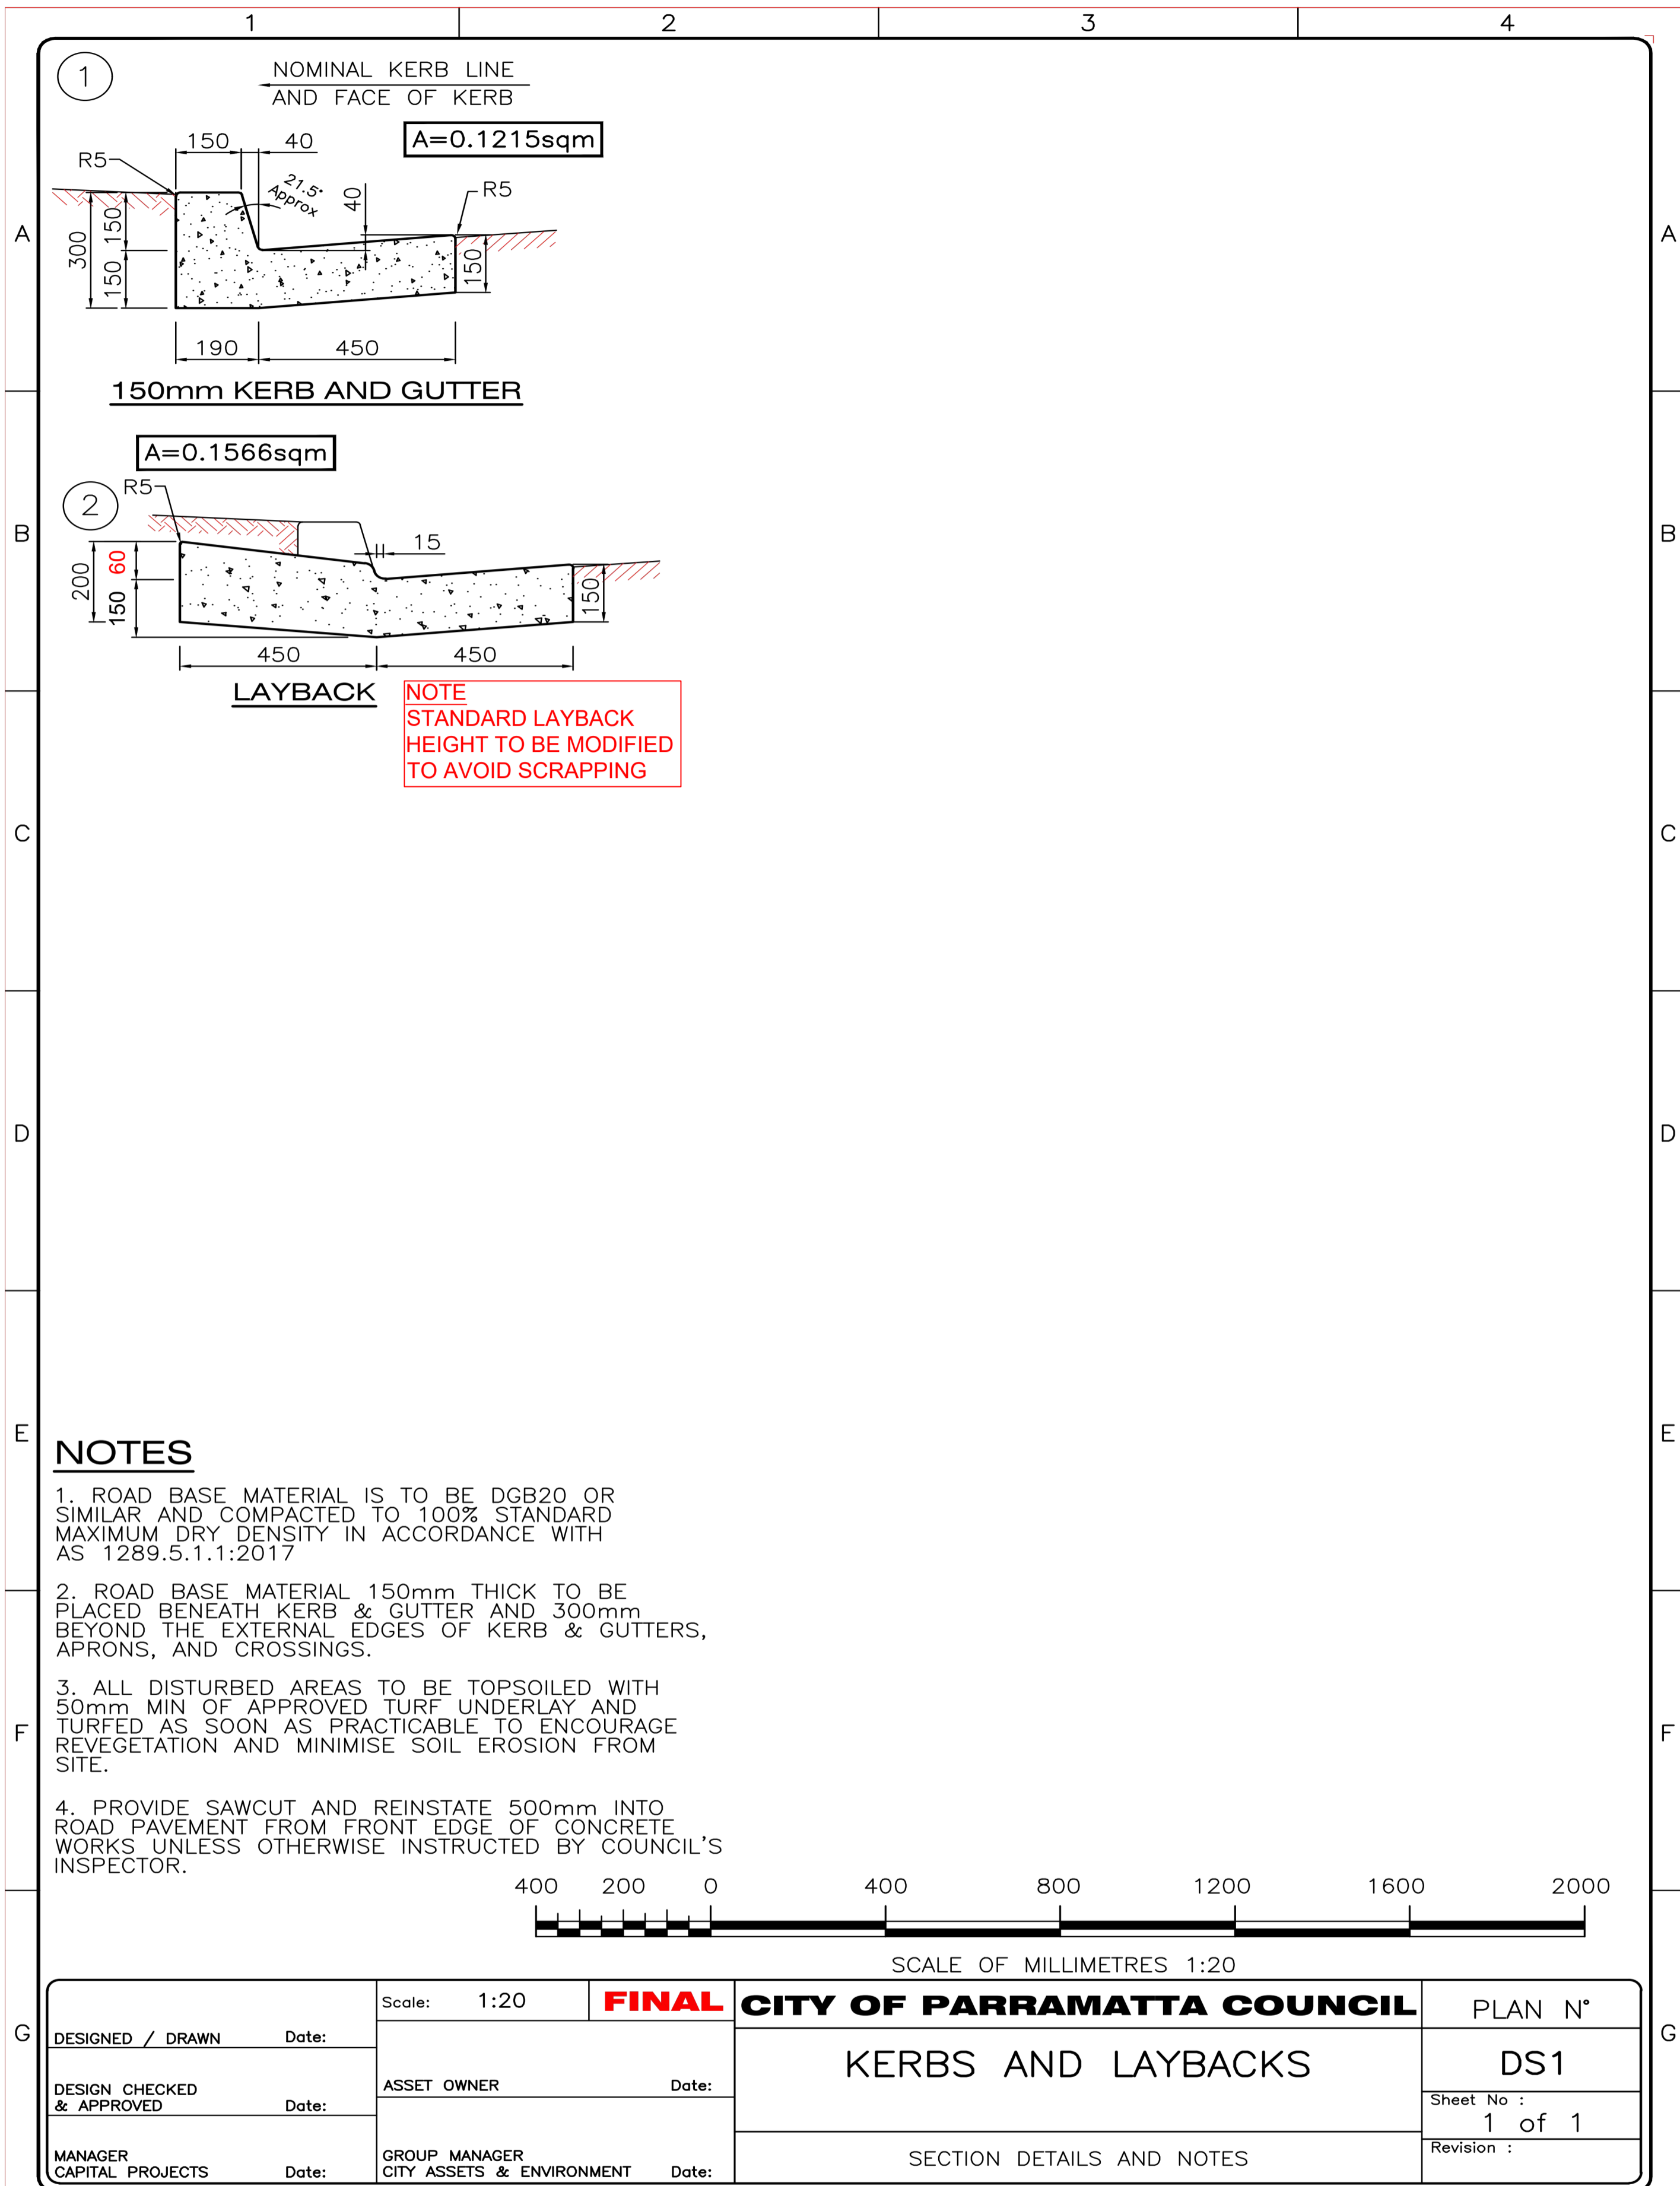 1 2 3 4
1
NOMINAL KERB LINE
AND FACE OF KERB
A=0.1215sqm
150 40
R5
21.5°
Approx
40
R5
A A
300
150
150
150
190 450
150mm KERB AND GUTTER
A=0.1566sqm
2
R5
B B
15
200
60
150
150
450 450
LAYBACK
NOTE
STANDARD LAYBACK
HEIGHT TO BE MODIFIED
TO AVOID SCRAPPING
C C
D D
E E
NOTES
1. ROAD BASE MATERIAL IS TO BE DGB20 OR
SIMILAR AND COMPACTED TO 100% STANDARD
MAXIMUM DRY DENSITY IN ACCORDANCE WITH
AS 1289.5.1.1:2017
2. ROAD BASE MATERIAL 150mm THICK TO BE
PLACED BENEATH KERB & GUTTER AND 300mm
BEYOND THE EXTERNAL EDGES OF KERB & GUTTERS,
APRONS, AND CROSSINGS.
3. ALL DISTURBED AREAS TO BE TOPSOILED WITH
50mm MIN OF APPROVED TURF UNDERLAY AND
TURFED AS SOON AS PRACTICABLE TO ENCOURAGE
REVEGETATION AND MINIMISE SOIL EROSION FROM
SITE.
F F
4. PROVIDE SAWCUT AND REINSTATE 500mm INTO
ROAD PAVEMENT FROM FRONT EDGE OF CONCRETE
WORKS UNLESS OTHERWISE INSTRUCTED BY COUNCIL'S
INSPECTOR.
400 200 0 400 800 1200 1600 2000
SCALE OF MILLIMETRES 1:20
G G
DESIGNED / DRAWN Date:
DESIGN CHECKED
& APPROVED Date:
MANAGER
CAPITAL PROJECTS Date:
Scale: 1:20
FINAL
ASSET OWNER Date:
GROUP MANAGER
CITY ASSETS & ENVIRONMENT Date:
CITY OF PARRAMATTA COUNCIL
KERBS AND LAYBACKS
SECTION DETAILS AND NOTES
PLAN N°
DS1
Sheet No :
1 of 1
Revision :